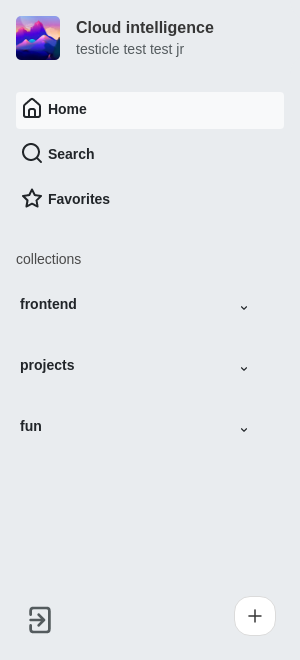 Cloud intelligence
testicle test test jr
Home
Search
Favorites
collections
frontend
projects
fun